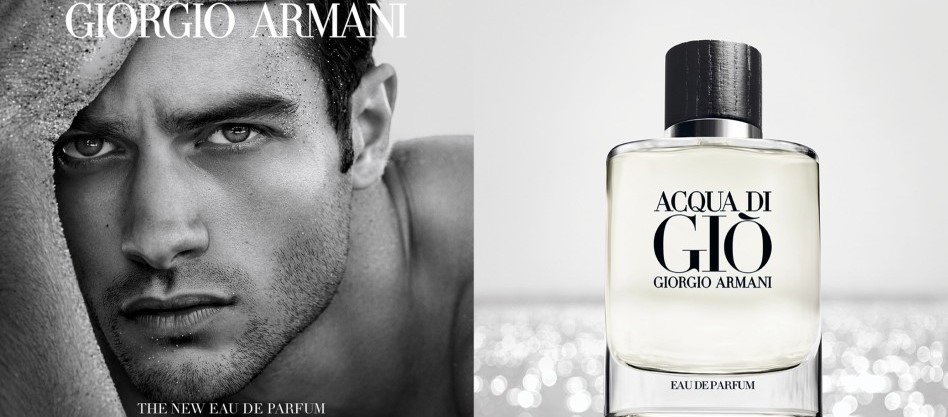 GIORGIO ARMANI
THE NEW EAU DE PARFUM
ACQUA DI
GIÒ
GIORGIO ARMANI
EAU DE PARFUM